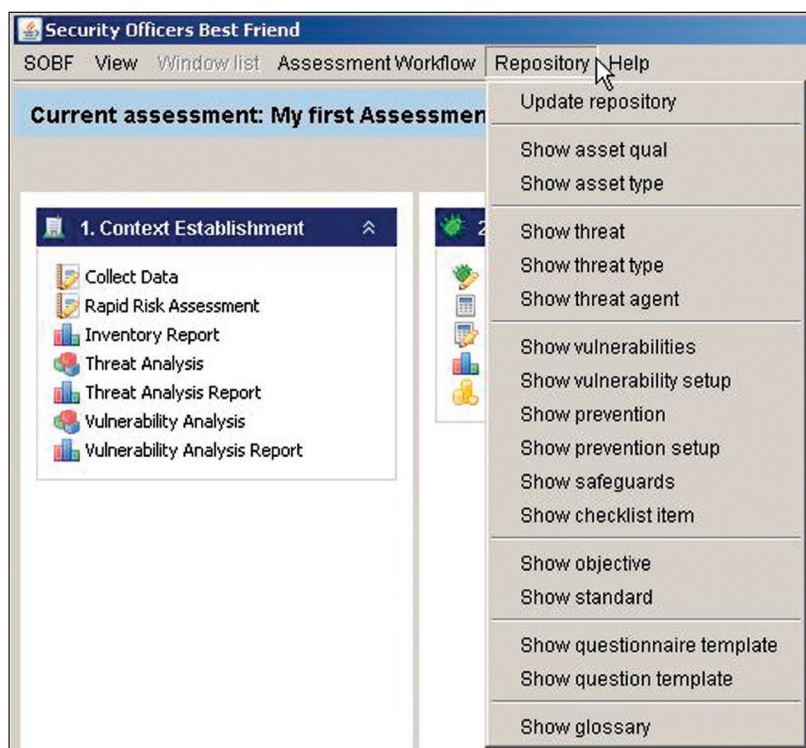 Security Officers Best Friend
SOBF View Window list Assessment Workflow Repository Help
Current assessment: My first Assessmen
1. Context Establishment
Collect Data
Rapid Risk Assessment
Inventory Report
Threat Analysis
Threat Analysis Report
Vulnerability Analysis
Vulnerability Analysis Report
2
Update repository
Show asset qual
Show asset type
Show threat
Show threat type
Show threat agent
Show vulnerabilities
Show vulnerability setup
Show prevention
Show prevention setup
Show safeguards
Show checklist item
Show objective
Show standard
Show questionnaire template
Show question template
Show glossary